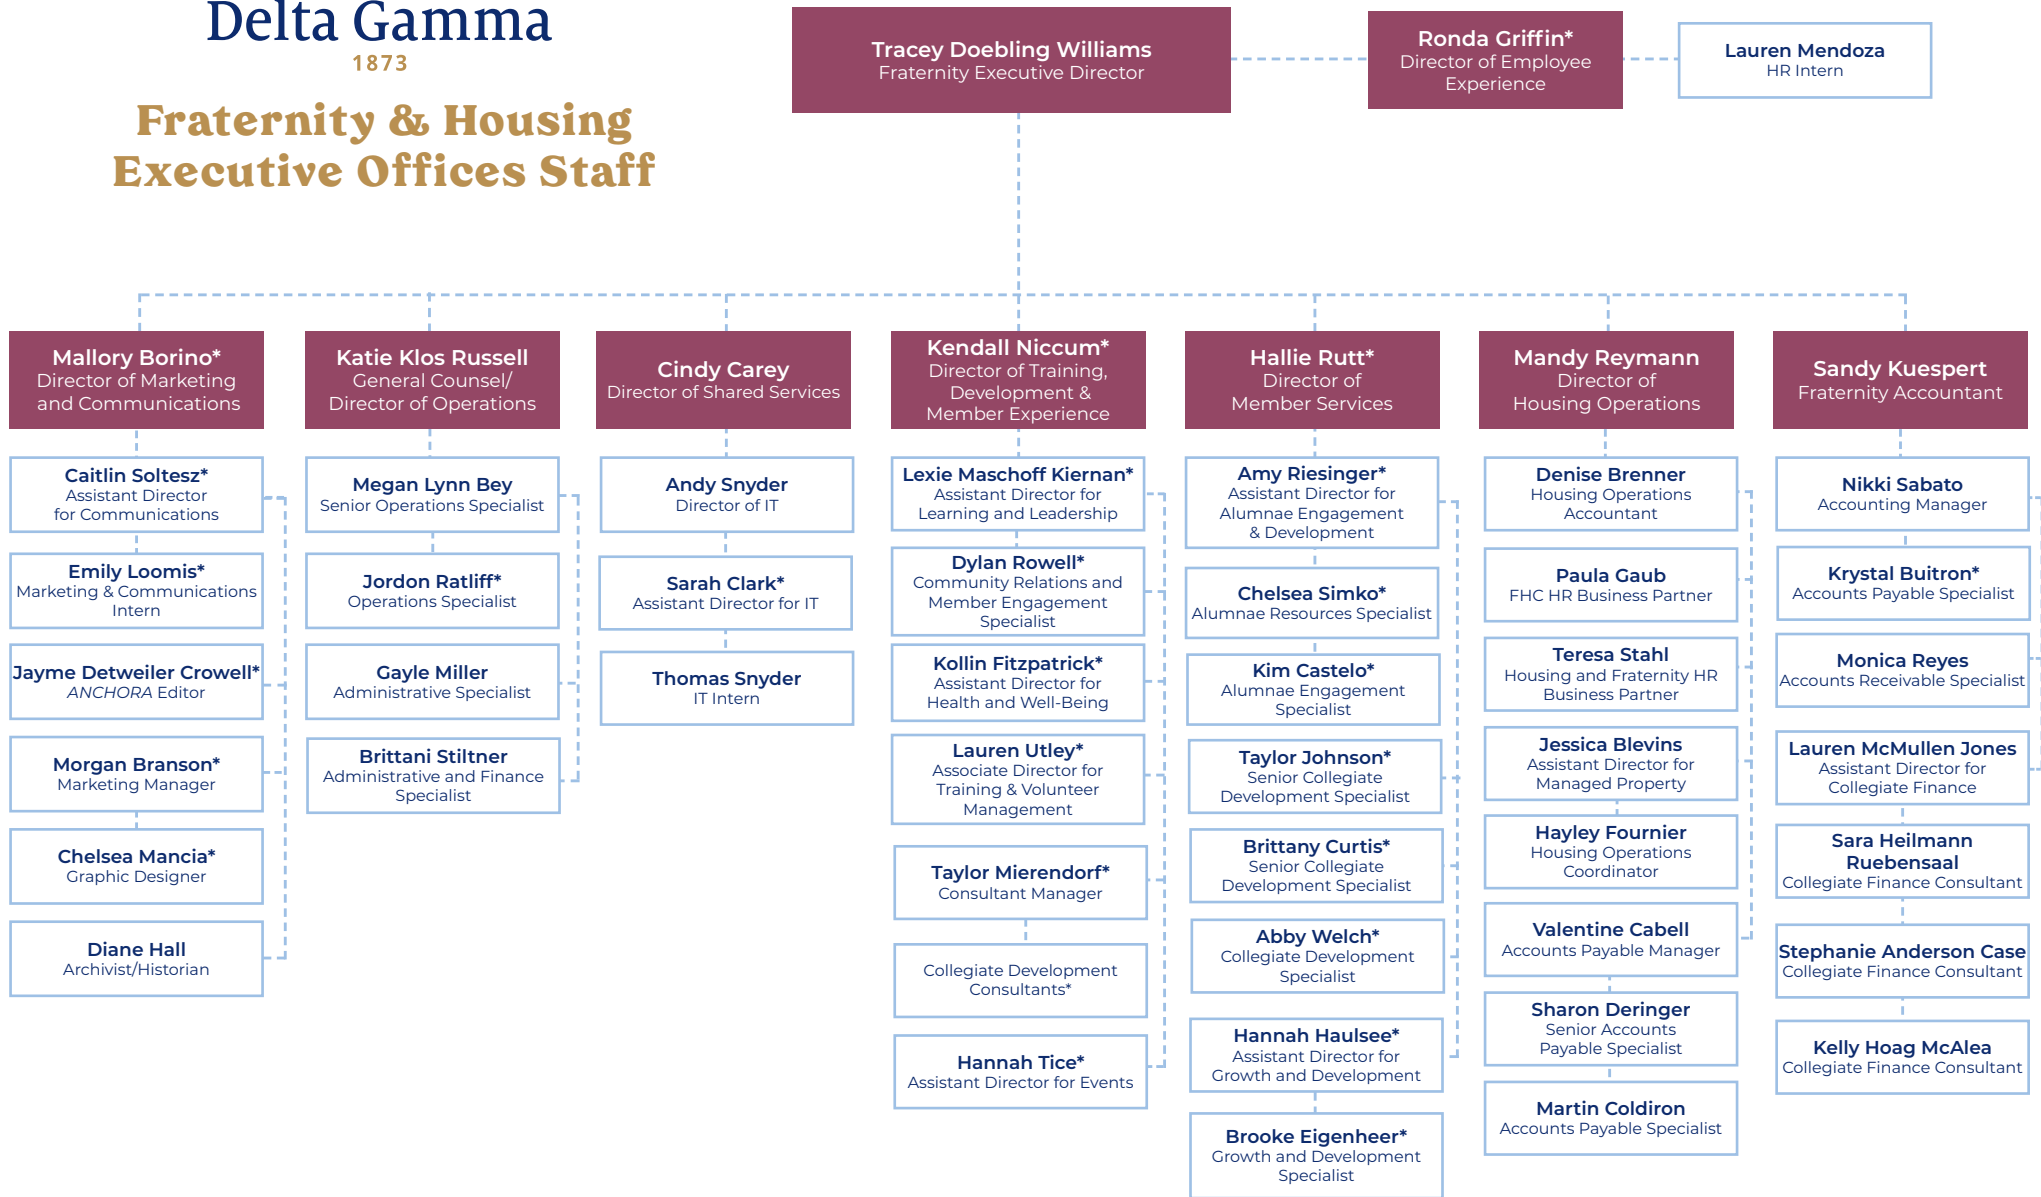 Delta Gamma
1873
Fraternity & Housing
Executive Offices Staff
Tracey Doebling Williams
Fraternity Executive Director
Ronda Griffin*
Director of Employee
Experience
Lauren Mendoza
HR Intern
Mallory Borino*
Director of Marketing
and Communications
Caitlin Soltesz*
Assistant Director
for Communications
Emily Loomis*
Marketing & Communications
Intern
Jayme Detweiler Crowell*
ANCHORA Editor
Morgan Branson*
Marketing Manager
Chelsea Mancia*
Graphic Designer
Diane Hall
Archivist/Historian
Katie Klos Russell
General Counsel/
Director of Operations
Megan Lynn Bey
Senior Operations Specialist
Jordon Ratliff*
Operations Specialist
Gayle Miller
Administrative Specialist
Brittani Stiltner
Administrative and Finance
Specialist
Cindy Carey
Director of Shared Services
Andy Snyder
Director of IT
Sarah Clark*
Assistant Director for IT
Thomas Snyder
IT Intern
Kendall Niccum*
Director of Training,
Development &
Member Experience
Lexie Maschoff Kiernan*
Assistant Director for
Learning and Leadership
Dylan Rowell*
Community Relations and
Member Engagement
Specialist
Kollin Fitzpatrick*
Assistant Director for
Health and Well-Being
Lauren Utley*
Associate Director for
Training & Volunteer
Management
Taylor Mierendorf*
Consultant Manager
Collegiate Development
Consultants*
Hannah Tice*
Assistant Director for Events
Hallie Rutt*
Director of
Member Services
Amy Riesinger*
Assistant Director for
Alumnae Engagement
& Development
Chelsea Simko*
Alumnae Resources Specialist
Kim Castelo*
Alumnae Engagement
Specialist
Taylor Johnson*
Senior Collegiate
Development Specialist
Brittany Curtis*
Senior Collegiate
Development Specialist
Abby Welch*
Collegiate Development
Specialist
Hannah Haulsee*
Assistant Director for
Growth and Development
Brooke Eigenheer*
Growth and Development
Specialist
Mandy Reymann
Director of
Housing Operations
Denise Brenner
Housing Operations
Accountant
Paula Gaub
FHC HR Business Partner
Teresa Stahl
Housing and Fraternity HR
Business Partner
Jessica Blevins
Assistant Director for
Managed Property
Hayley Fournier
Housing Operations
Coordinator
Valentine Cabell
Accounts Payable Manager
Sharon Deringer
Senior Accounts
Payable Specialist
Martin Coldiron
Accounts Payable Specialist
Sandy Kuespert
Fraternity Accountant
Nikki Sabato
Accounting Manager
Krystal Buitron*
Accounts Payable Specialist
Monica Reyes
Accounts Receivable Specialist
Lauren McMullen Jones
Assistant Director for
Collegiate Finance
Sara Heilmann
Ruebensaal
Collegiate Finance Consultant
Stephanie Anderson Case
Collegiate Finance Consultant
Kelly Hoag McAlea
Collegiate Finance Consultant